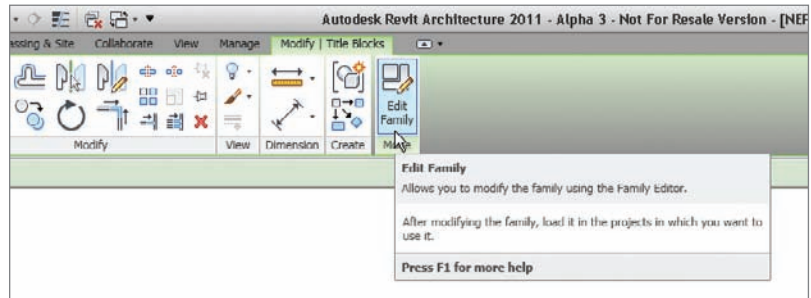 Autodesk Revit Architecture 2011 - Alpha 3 - Not For Resale Version - [NEF
assing & Site Collaborate View Manage Modify | Title Blocks
Edit
Family
Modify View Dimension Create
Edit Family
Allows you to modify the family using the Family Editor.
After modifying the family, load it in the projects in which you want to
use it.
Press F1 for more help